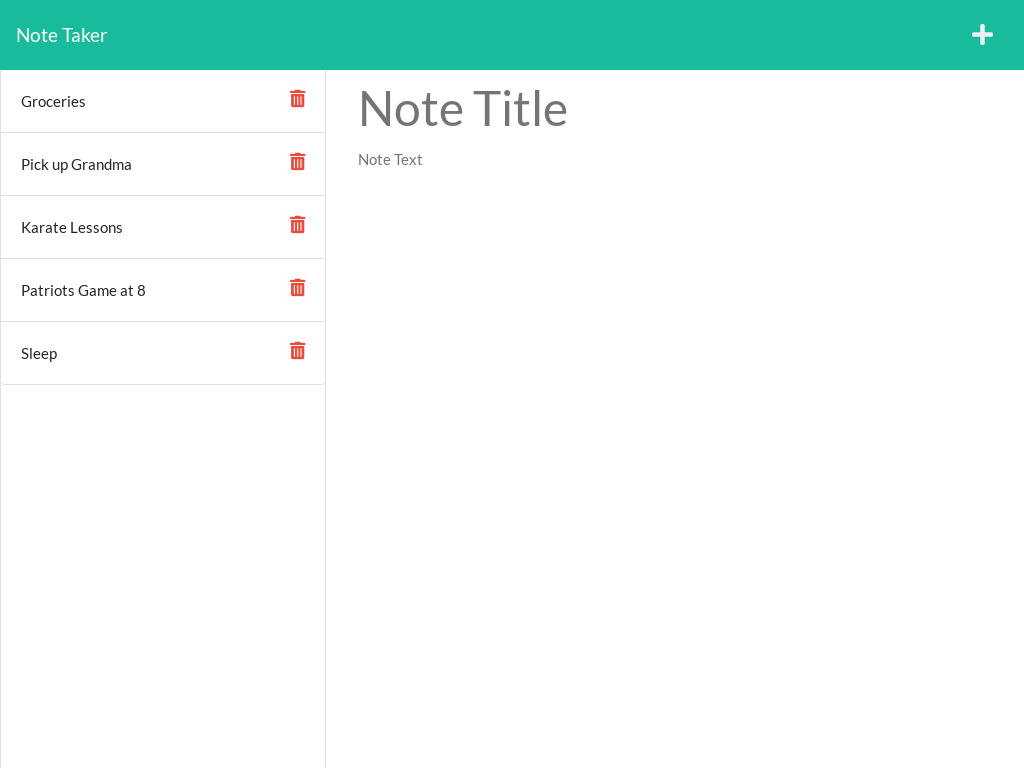 Note Taker
Groceries
Pick up Grandma
Karate Lessons
Patriots Game at 8
Sleep
Note Title
Note Text